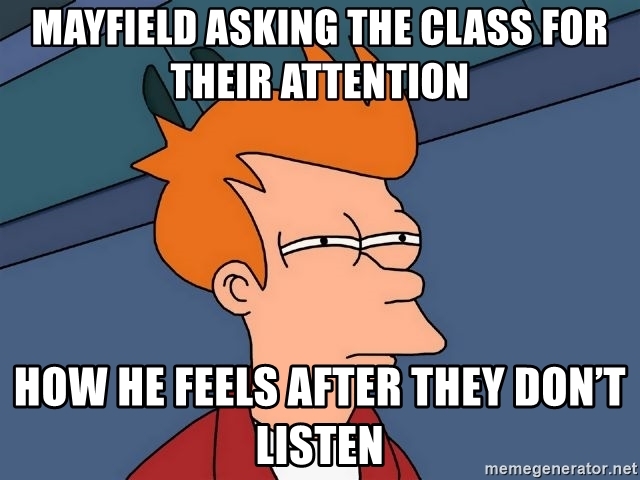 MAYFIELD ASKING THE CLASS FOR
THEIR ATTENTION
HOW HE FEELS AFTER THEY DON’T
LISTEN
memegenerator.net